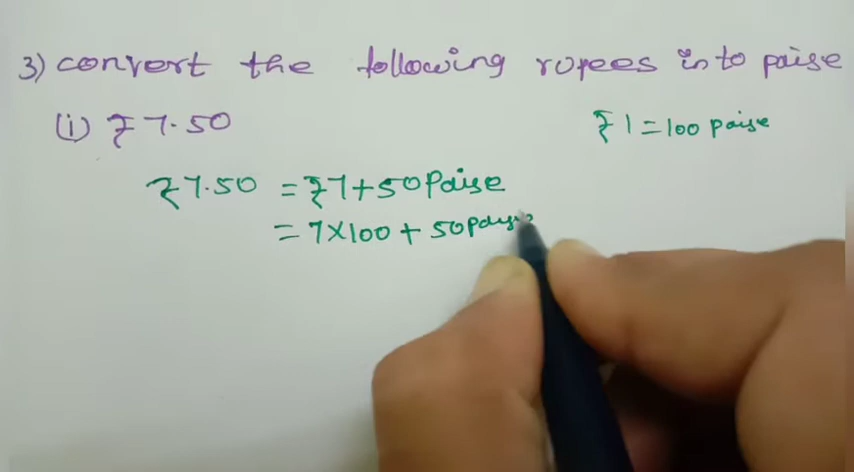 3) convert the following rupees into paise
(i) ₹7.50
₹1=100 paise
₹7.50 = ₹7+50Paise
= 7×100 + 50 paise